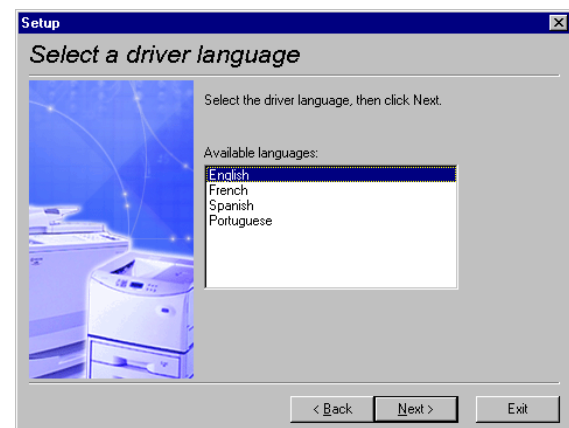 Setup
Select a driver language
Select the driver language, then click Next.
Available languages:
English
French
Spanish
Portuguese
< Back
Next >
Exit